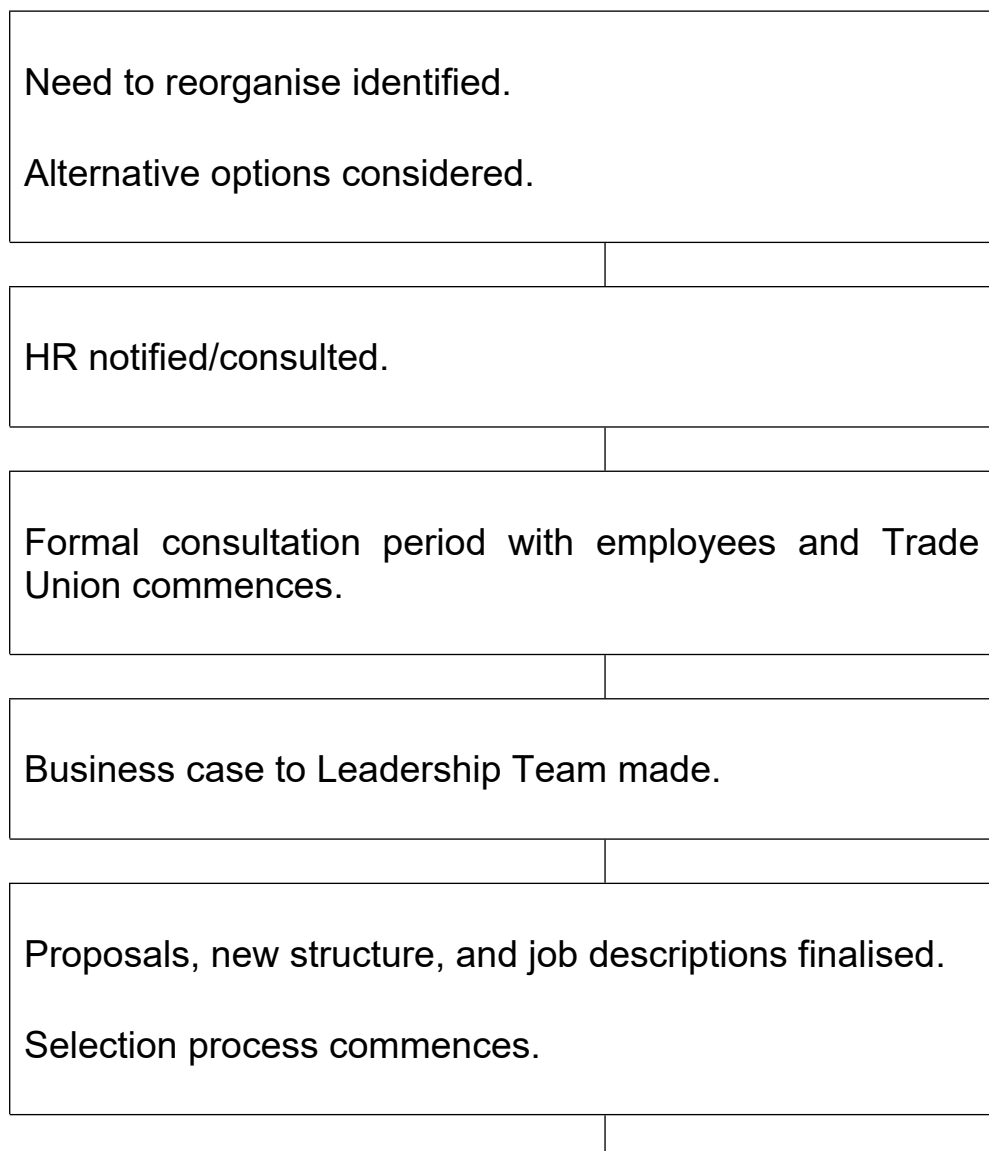 Need to reorganise identified.
Alternative options considered.
HR notified/consulted.
Formal consultation period with employees and Trade
Union commences.
Business case to Leadership Team made.
Proposals, new structure, and job descriptions finalised.
Selection process commences.